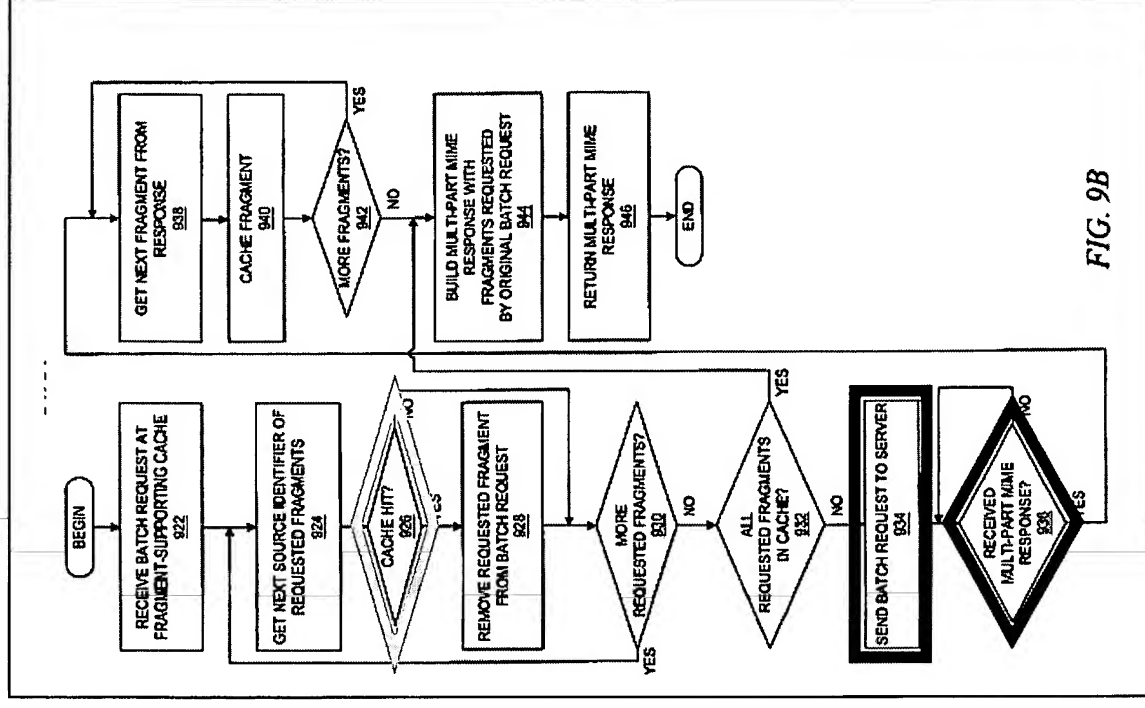 BEGIN
RECEIVE BATCH REQUEST AT
FRAGMENT-SUPPORTING CACHE
922
GET NEXT SOURCE IDENTIFIER OF
REQUESTED FRAGMENTS
924
CACHE HIT?
926
NO
YES
REMOVE REQUESTED FRAGMENT
FROM BATCH REQUEST
928
MORE
REQUESTED FRAGMENTS?
930
YES
NO
ALL
REQUESTED FRAGMENTS
IN CACHE?
932
YES
NO
SEND BATCH REQUEST TO SERVER
934
RECEIVED
MULTI-PART MIME
RESPONSE?
936
NO
YES
GET NEXT FRAGMENT FROM
RESPONSE
938
CACHE FRAGMENT
940
MORE FRAGMENTS?
942
YES
NO
BUILD MULTI-PART MIME
RESPONSE WITH
FRAGMENTS REQUESTED
BY ORIGINAL BATCH REQUEST
944
RETURN MULTI-PART MIME
RESPONSE
946
END
FIG. 9B